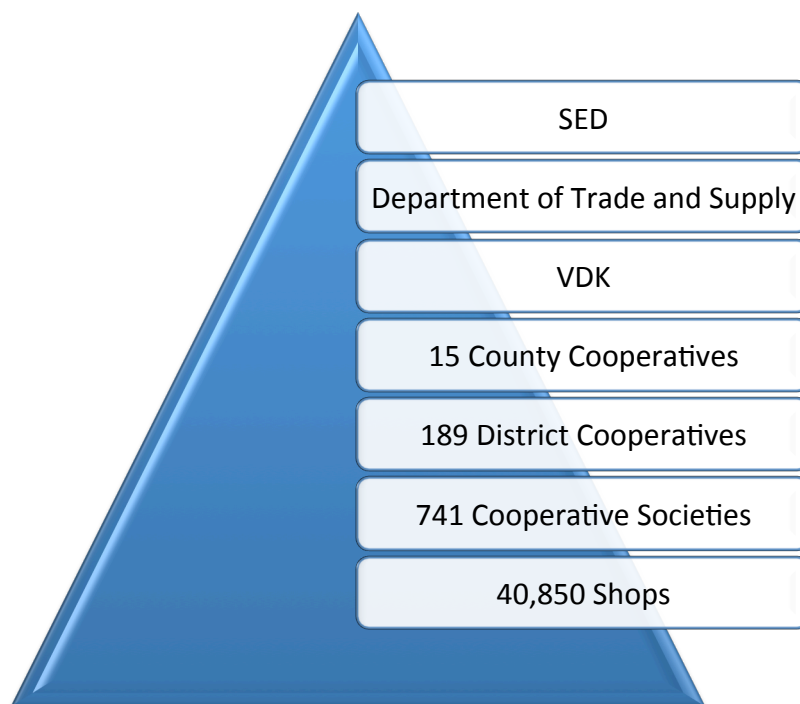 SED
Department of Trade and Supply
VDK
15 County Cooperatives
189 District Cooperatives
741 Cooperative Societies
40,850 Shops